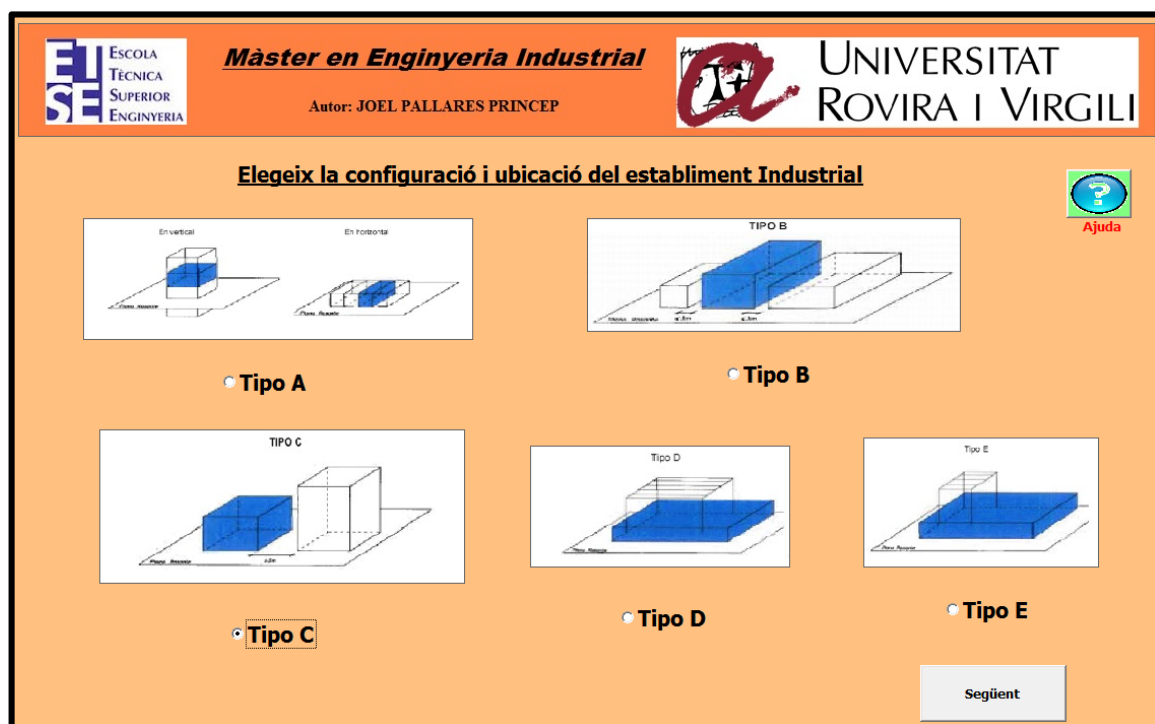 ETSE
ESCOLA
TÈCNICA
SUPERIOR
ENGINYERIA
Màster en Enginyeria Industrial
Autor: JOEL PALLARES PRINCEP
UNIVERSITAT
ROVIRA I VIRGILI
Elegeix la configuració i ubicació del establiment Industrial
Ajuda
En vertical
En horizontal
TIPO B
Tipo A
Tipo B
TIPO C
Tipo D
Tipo E
Tipo C
Tipo D
Tipo E
Següent